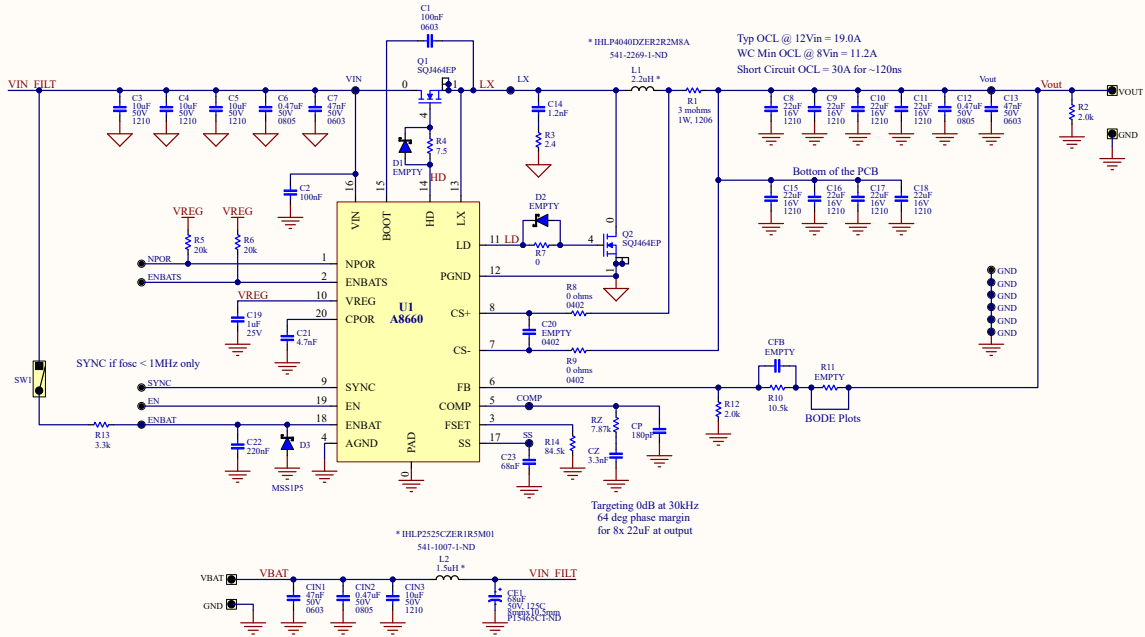 C1
100nF
0603
* IHLP4040DZER2R2M8A
541-2269-1-ND
Typ OCL @ 12Vin = 19.0A
WC Min OCL @ 8Vin = 11.2A
Short Circuit OCL = 30A for ~120ns
Q1
SQJ464EP
VIN_FILT
VIN
0
1
LX
LX
L1
2.2uH *
Vout
Vout
VOUT
GND
C3
10uF
50V
1210
C4
10uF
50V
1210
C5
10uF
50V
1210
C6
0.47uF
50V
0805
C7
47nF
50V
0603
4
R4
7.5
D1
EMPTY
HD
C14
1.2nF
R3
2.4
R1
3 mohms
1W, 1206
C8
22uF
16V
1210
C9
22uF
16V
1210
C10
22uF
16V
1210
C11
22uF
16V
1210
C12
0.47uF
50V
0805
C13
47nF
50V
0603
R2
2.0k
Bottom of the PCB
C15
22uF
16V
1210
C16
22uF
16V
1210
C17
22uF
16V
1210
C18
22uF
16V
1210
C2
100nF
16
15
14
13
VIN
BOOT
HD
LX
VREG
VREG
R5
20k
R6
20k
D2
EMPTY
LD
11
LD
R7
0
4
0
Q2
SQJ464EP
1
NPOR
1
NPOR
ENBATS
2
ENBATS
PGND
12
VREG
10
VREG
C19
1uF
25V
20
CPOR
C21
4.7nF
U1
A8660
CS+
8
R8
0 ohms
0402
C20
EMPTY
0402
CS-
7
R9
0 ohms
0402
GND
GND
GND
GND
GND
GND
SYNC if fosc < 1MHz only
SW1
SYNC
9
SYNC
EN
19
EN
ENBAT
18
ENBAT
4
AGND
R13
3.3k
C22
220nF
D3
MSS1P5
PAD
0
FB
6
COMP
5
COMP
FSET
3
SS
17
SS
C23
68nF
R14
84.5k
RZ
7.87k
CZ
3.3nF
CP
180pF
R12
2.0k
CFB
EMPTY
R10
10.5k
R11
EMPTY
BODE Plots
Targeting 0dB at 30kHz
64 deg phase margin
for 8x 22uF at output
* IHLP2525CZER1R5M01
541-1007-1-ND
L2
1.5uH *
VBAT
VBAT
VIN_FILT
GND
CIN1
47nF
50V
0603
CIN2
0.47uF
50V
0805
CIN3
10uF
50V
1210
CE1
68uF
50V, 125C
8mmx10.5mm
P15465CT-ND